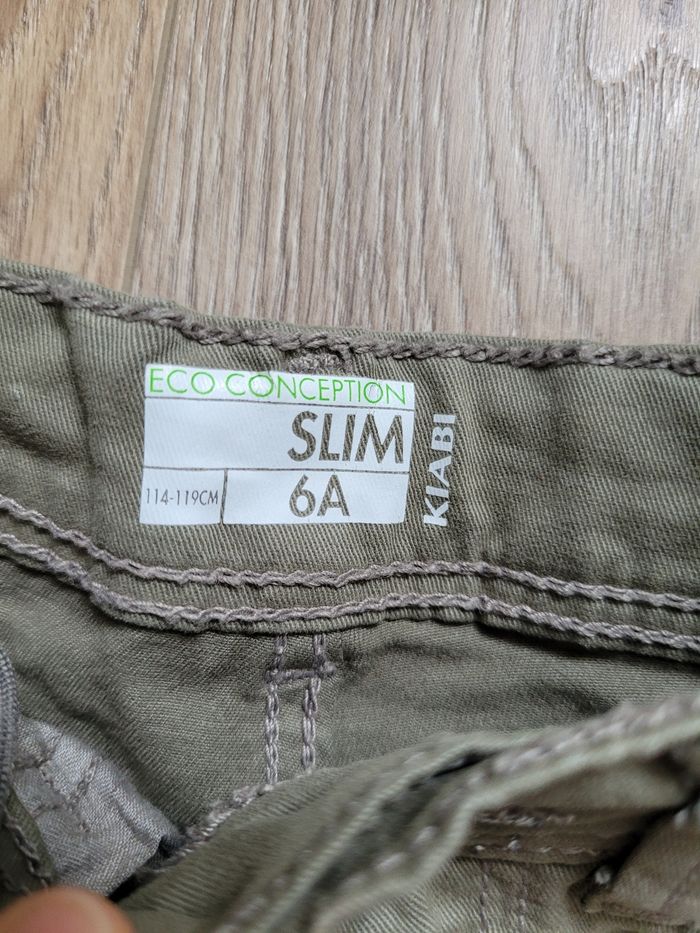 ECO CONCEPTION
SLIM
114-119CM
6A
KIABI